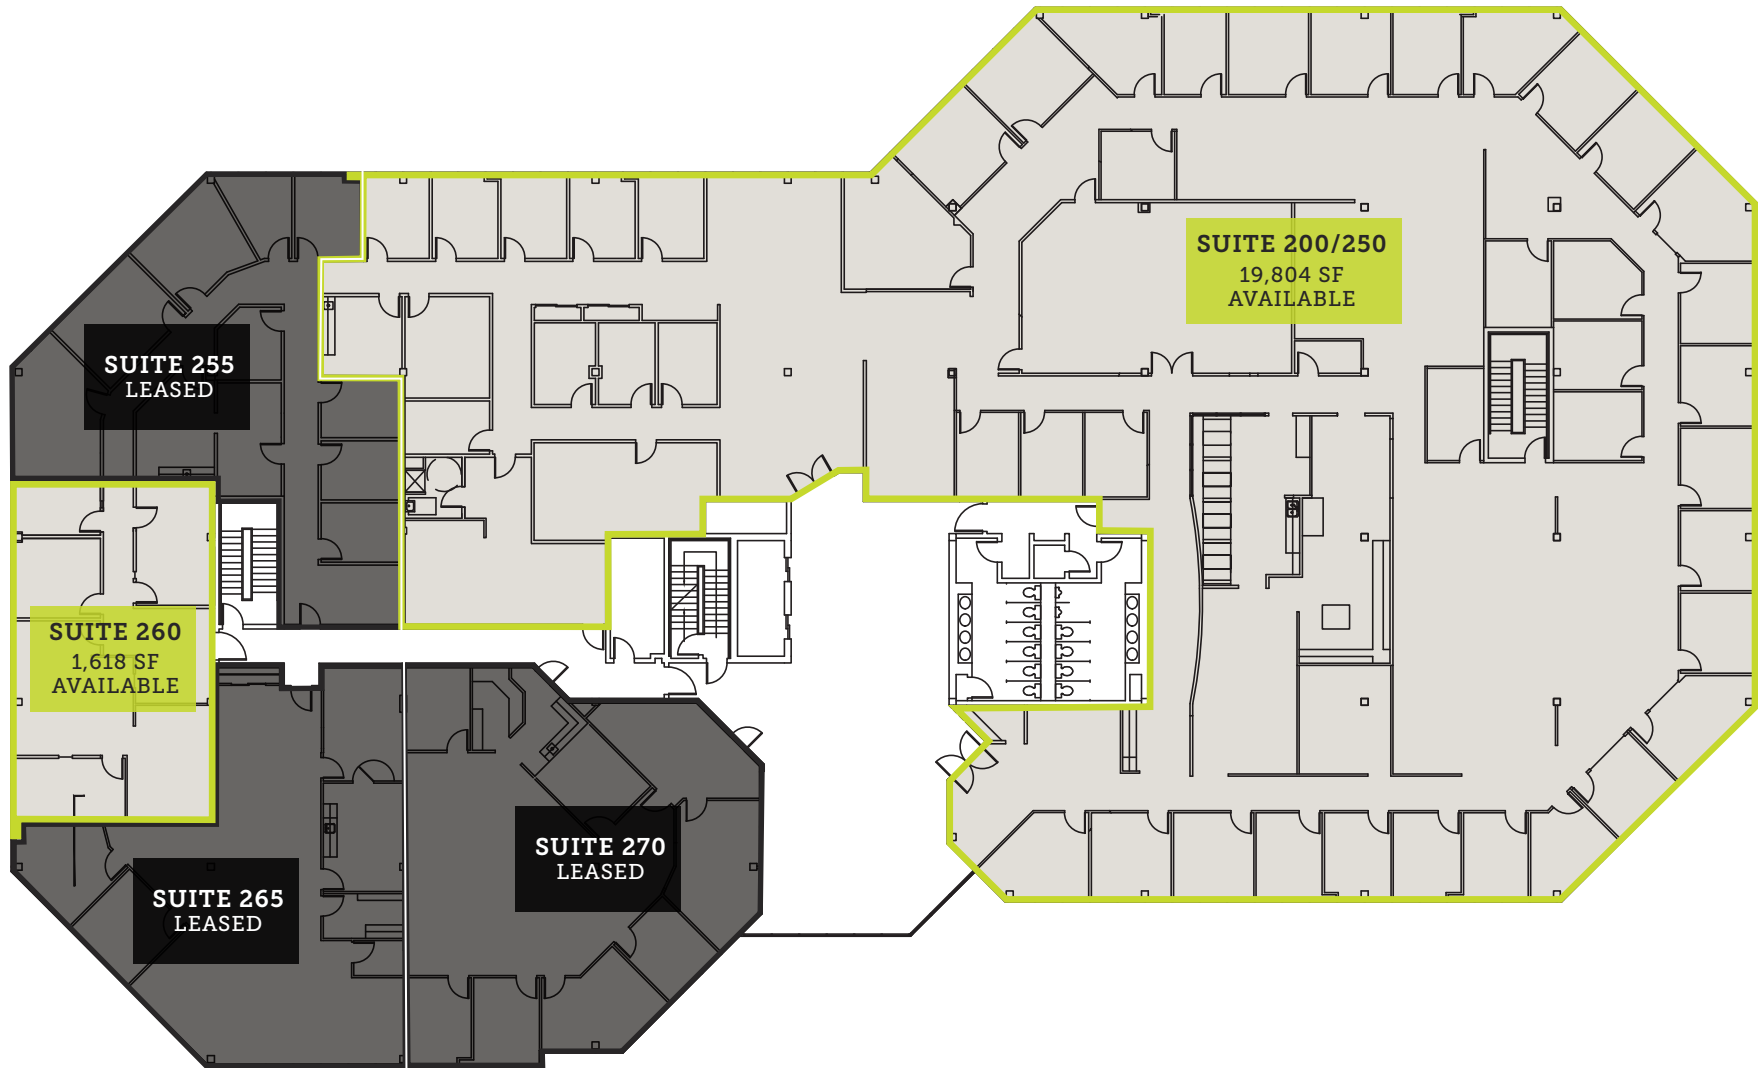 SUITE 200/250
19,804 SF
AVAILABLE
SUITE 255
LEASED
SUITE 260
1,618 SF
AVAILABLE
SUITE 270
LEASED
SUITE 265
LEASED